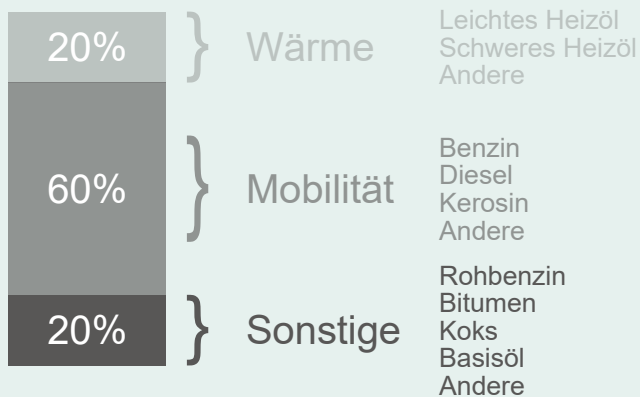 20%
Wärme
Leichtes Heizöl
Schweres Heizöl
Andere
60%
Mobilität
Benzin
Diesel
Kerosin
Andere
20%
Sonstige
Rohbenzin
Bitumen
Koks
Basisöl
Andere